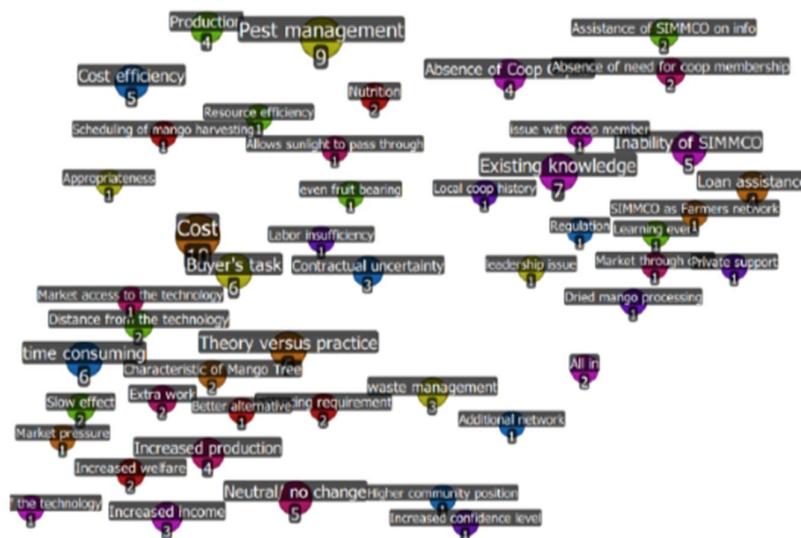 Production
4
Pest management
9
Assistance of SIMMCO on info
2
Cost efficiency
5
Absence of Coop
4
Absence of need for coop membership
2
Nutrition
2
Resource efficiency
1
Scheduling of mango harvesting
1
Allows sunlight to pass through
1
issue with coop member
1
Inability of SIMMCO
5
Existing knowledge
7
Appropriateness
1
even fruit bearing
1
Local coop history
1
Loan assistance
SIMMCO as Farmers network
1
Cost
Labor insufficiency
1
Regulation
1
Learning even
1
Buyer's task
6
Contractual uncertainty
3
leadership issue
1
Market through
1
Private support
1
Market access to the technology
1
Dried mango processing
1
Distance from the technology
2
time consuming
6
Theory versus practice
Characteristic of Mango Tree
2
All in
2
Slow effect
2
Extra work
2
Better alternative
1
requirement
2
waste management
3
Market pressure
1
Additional network
1
Increased production
4
Increased welfare
2
Neutral/ no change
5
Higher community position
1
the technology
1
Increased income
3
Increased confidence level
1